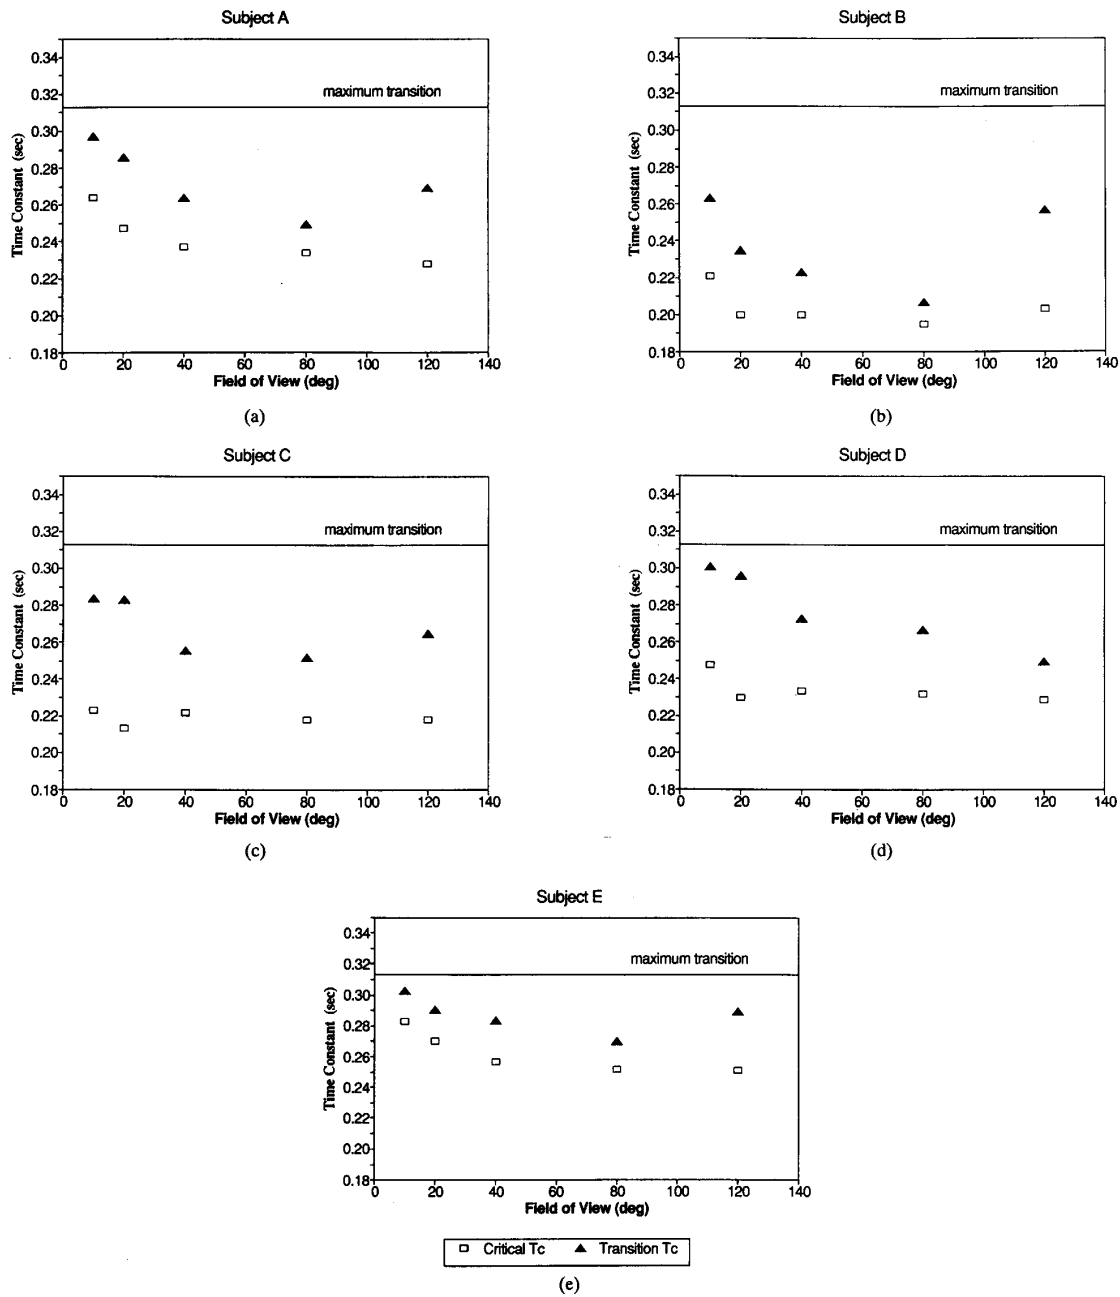 Subject A
0.34
0.32
0.30
0.28
0.26
0.24
0.22
0.20
0.18
Time Constant (sec)
maximum transition
0 20 40 60 80 100 120 140
Field of View (deg)
(a)
Subject B
0.34
0.32
0.30
0.28
0.26
0.24
0.22
0.20
0.18
Time Constant (sec)
maximum transition
0 20 40 60 80 100 120 140
Field of View (deg)
(b)
Subject C
0.34
0.32
0.30
0.28
0.26
0.24
0.22
0.20
0.18
Time Constant (sec)
maximum transition
0 20 40 60 80 100 120 140
Field of View (deg)
(c)
Subject D
0.34
0.32
0.30
0.28
0.26
0.24
0.22
0.20
0.18
Time Constant (sec)
maximum transition
0 20 40 60 80 100 120 140
Field of View (deg)
(d)
Subject E
0.34
0.32
0.30
0.28
0.26
0.24
0.22
0.20
0.18
Time Constant (sec)
maximum transition
0 20 40 60 80 100 120 140
Field of View (deg)
Critical Tc Transition Tc
(e)